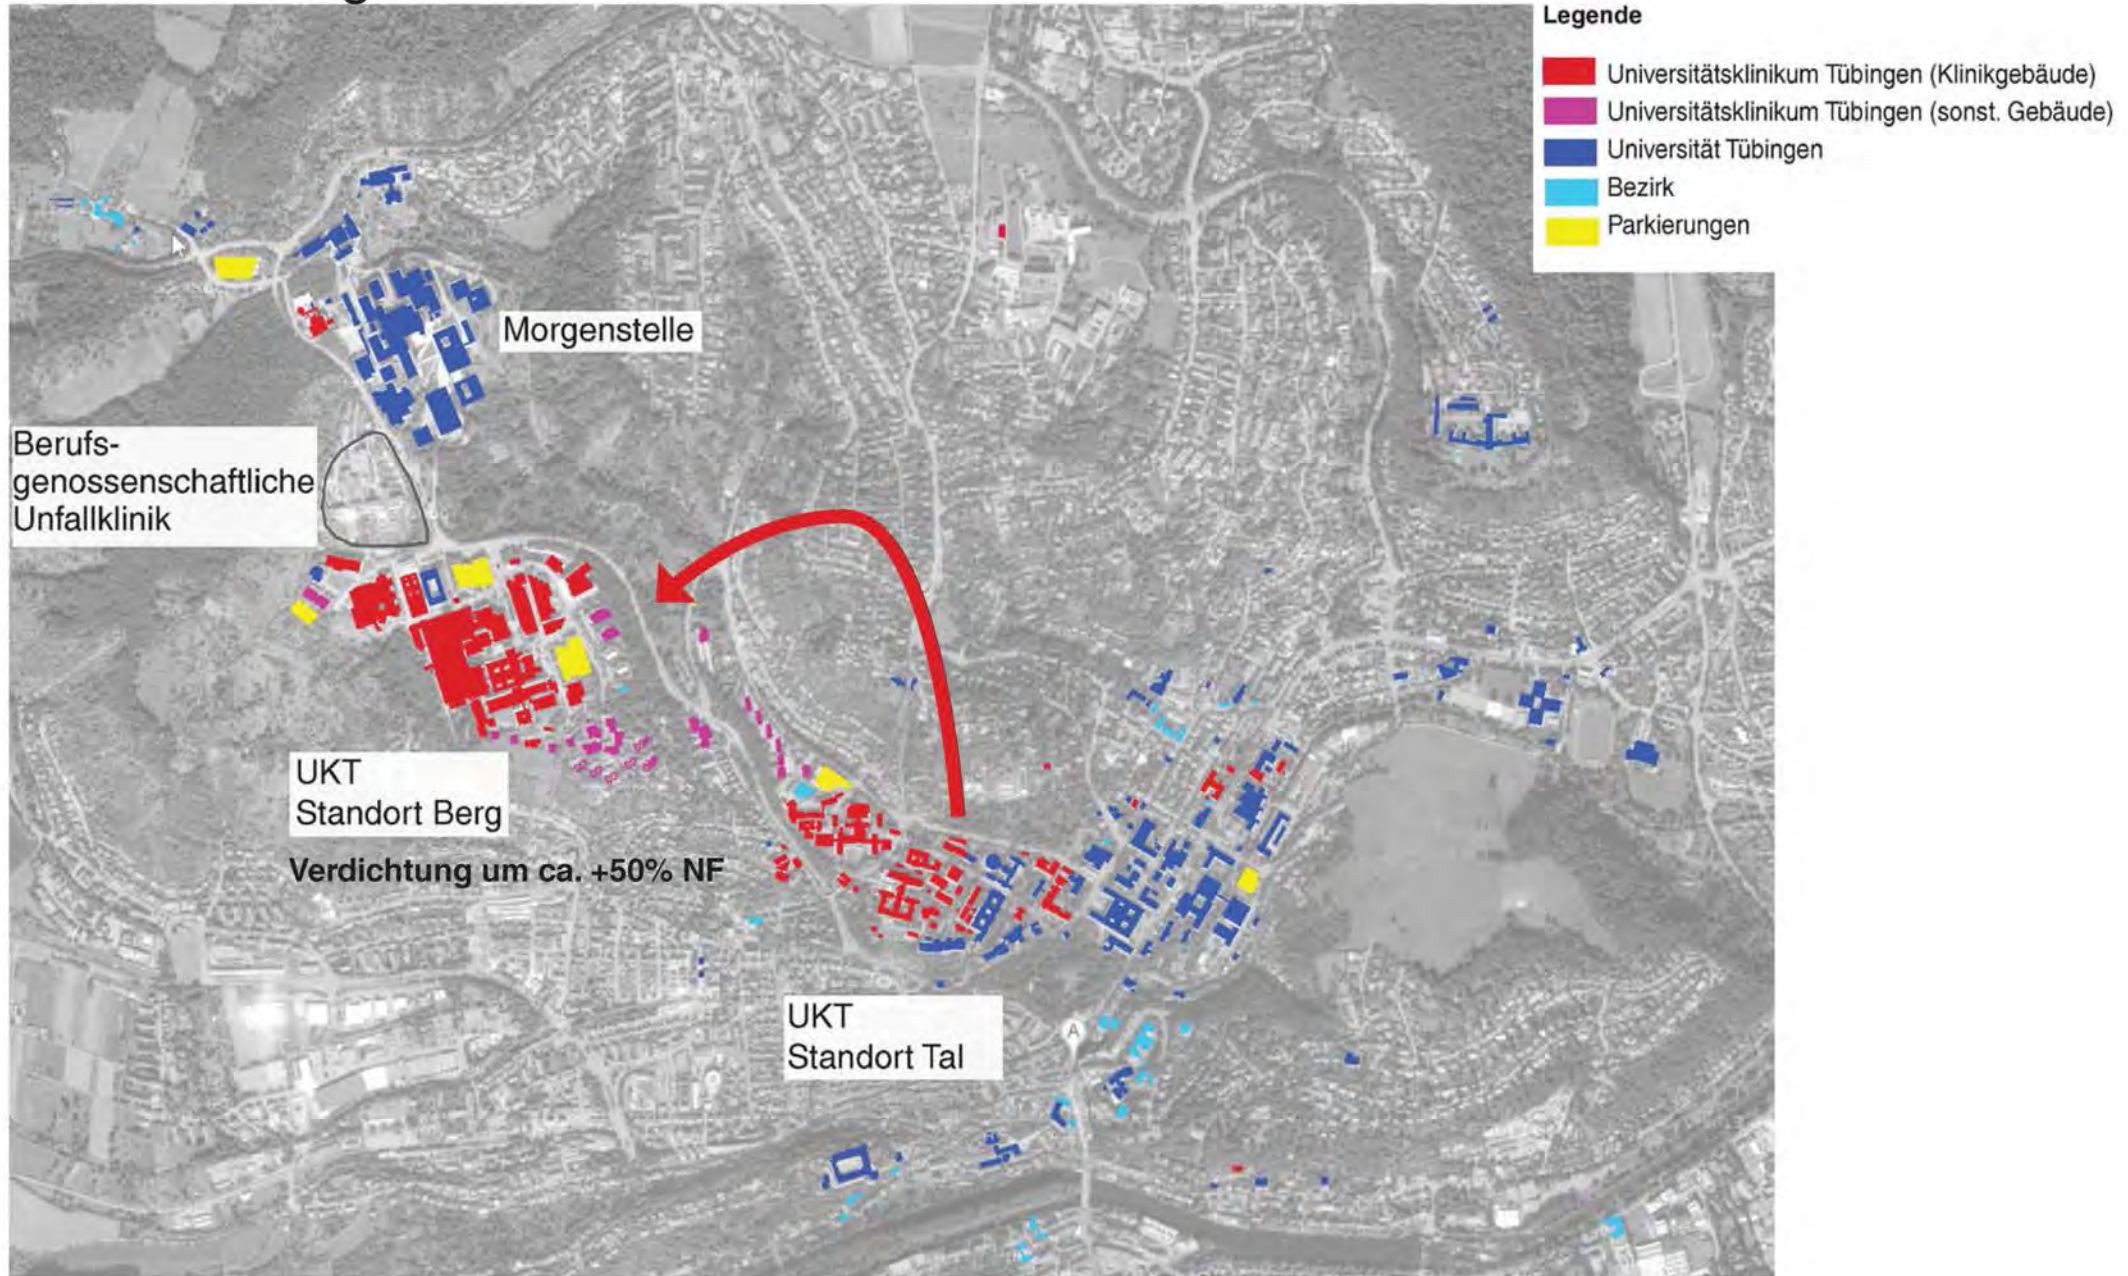 Legende
Universitätsklinikum Tübingen (Klinikgebäude)
Universitätsklinikum Tübingen (sonst. Gebäude)
Universität Tübingen
Bezirk
Parkierungen
Morgenstelle
Berufs-
genossenschaftliche
Unfallklinik
UKT
Standort Berg
Verdichtung um ca. +50% NF
UKT
Standort Tal
A